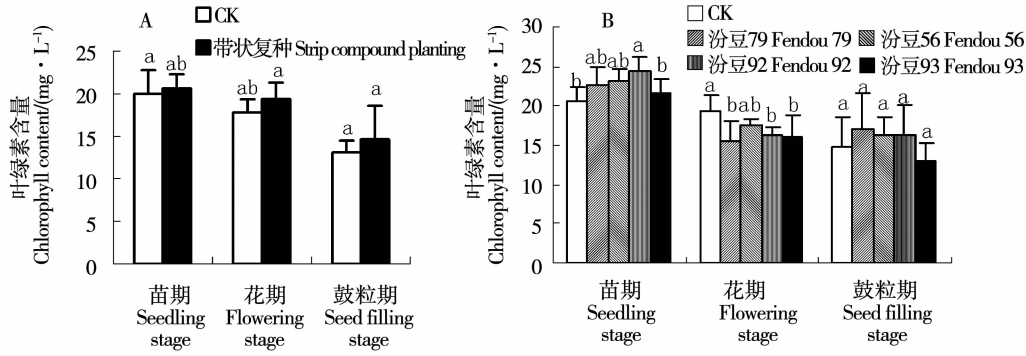 A
CK
带状复种 Strip compound planting
叶绿素含量
Chlorophyll content/(mg · L⁻¹)
25
20
15
10
5
0
a
ab
ab
a
a
a
苗期
Seedling
stage
花期
Flowering
stage
鼓粒期
Seed filling
stage
B
CK
汾豆79 Fendou 79
汾豆56 Fendou 56
汾豆92 Fendou 92
汾豆93 Fendou 93
叶绿素含量
Chlorophyll content/(mg · L⁻¹)
30
25
20
15
10
5
0
b
ab
ab
a
b
a
b
ab
b
b
a
a
a
a
a
苗期
Seedling
stage
花期
Flowering
stage
鼓粒期
Seed filling
stage